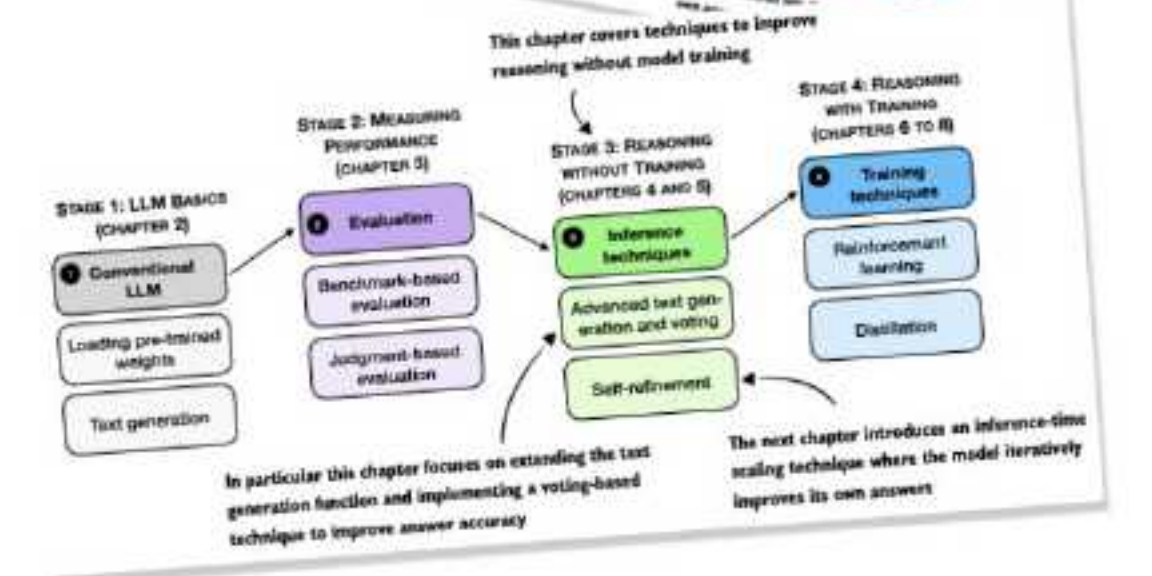 This chapter covers techniques to improve
reasoning without model training
STAGE 1: LLM BASICS
(CHAPTER 2)
1 Conventional
LLM
Loading pre-trained
weights
Text generation
STAGE 2: MEASURING
PERFORMANCE
(CHAPTER 3)
2 Evaluation
Benchmark-based
evaluation
Judgment-based
evaluation
STAGE 3: REASONING
WITHOUT TRAINING
(CHAPTERS 4 AND 5)
3 Inference
techniques
Advanced text gen-
eration and voting
Self-refinement
STAGE 4: REASONING
WITH TRAINING
(CHAPTERS 6 TO 8)
4 Training
techniques
Reinforcement
learning
Distillation
In particular this chapter focuses on extending the text
generation function and implementing a voting-based
technique to improve answer accuracy
The next chapter introduces an inference-time
scaling technique where the model iteratively
improves its own answers